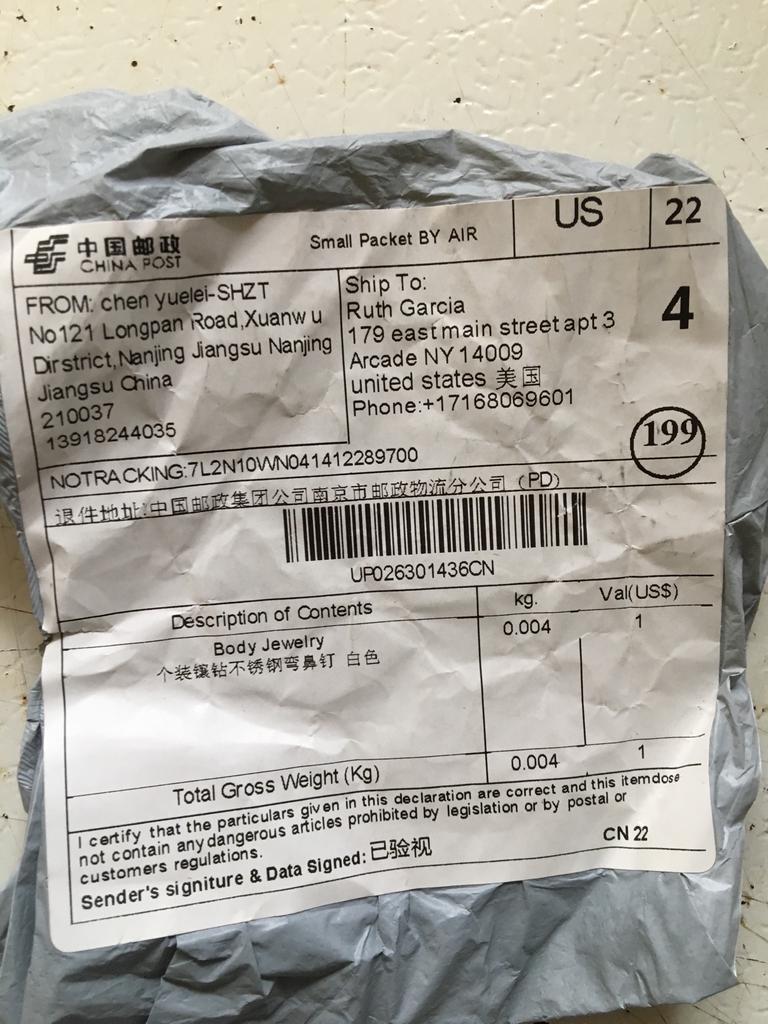 中国邮政
CHINA POST
Small Packet BY AIR
US
22
FROM: chen yuelei-SHZT
No121 Longpan Road,Xuanwu
Dirstrict,Nanjing Jiangsu Nanjing
Jiangsu China
210037
13918244035
Ship To:
Ruth Garcia
179 eastmain street apt 3
Arcade NY 14009
united states 美国
Phone:+17168069601
4
199
NOTRACKING:7L2N10WN041412289700
退件地址:中国邮政集团公司南京市邮政物流分公司 (PD)
UP026301436CN
Description of Contents
kg.
Val(US$)
Body Jewelry
0.004
1
个装镶钻不锈钢弯鼻钉 白色
Total Gross Weight (Kg)
0.004
1
I certify that the particulars given in this declaration are correct and this itemdose
not contain any dangerous articles prohibited by legislation or by postal or
customers regulations.
CN 22
Sender's signiture & Data Signed: 已验视